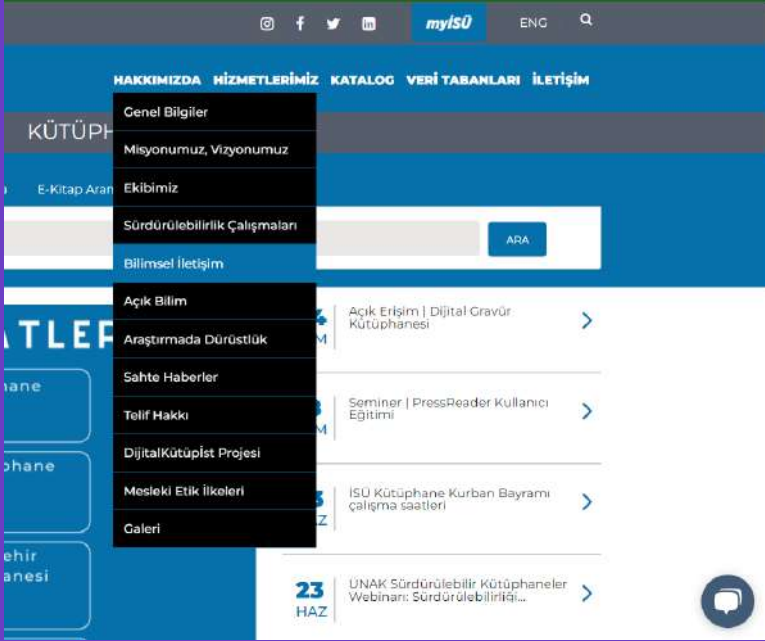 myİSÜ
ENG
HAKKIMIZDA HİZMETLERİMİZ KATALOG VERİ TABANLARI İLETİŞİM
Genel Bilgiler
Misyonumuz, Vizyonumuz
Ekibimiz
Sürdürülebilirlik Çalışmaları
Bilimsel İletişim
Açık Bilim
Araştırmada Dürüstlük
Sahte Haberler
Telif Hakkı
DijitalKütüpİst Projesi
Mesleki Etik İlkeleri
Galeri
E-Kitap
ARA
Açık Erişim | Dijital Gravür
Kütüphanesi
Seminer | PressReader Kullanıcı
Eğitimi
İSÜ Kütüphane Kurban Bayramı
çalışma saatleri
23
HAZ
ÜNAK Sürdürülebilir Kütüphaneler
Webinarı: Sürdürülebilirliği...